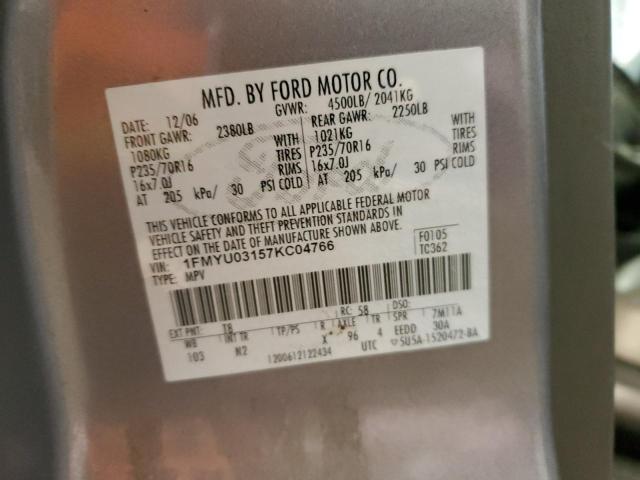 MFD. BY FORD MOTOR CO.
DATE: 12/06 GVWR: 4500LB/ 2041KG
FRONT GAWR: 2380LB REAR GAWR: 2250LB
1080KG WITH 1021KG WITH
P235/70R16 TIRES P235/70R16 TIRES
16x7.0J RIMS 16x7.0J RIMS
AT 205 kPa/ 30 PSI COLD AT 205 kPa/ 30 PSI COLD
Ford
THIS VEHICLE CONFORMS TO ALL APPLICABLE FEDERAL MOTOR
VEHICLE SAFETY AND THEFT PREVENTION STANDARDS IN
EFFECT ON THE DATE OF MANUFACTURE SHOWN ABOVE.
VIN: 1FMYU03157KC04766 F0105
TYPE: MPV TC362
EXT PNT: T8 RC: 58 DSO:
WB INT TR TP/PS R AXLE TR SPR 7M11A
103 N2 X 96 4 EEDD 30A
1200612122434 UTC 5U5A-1520472-BA